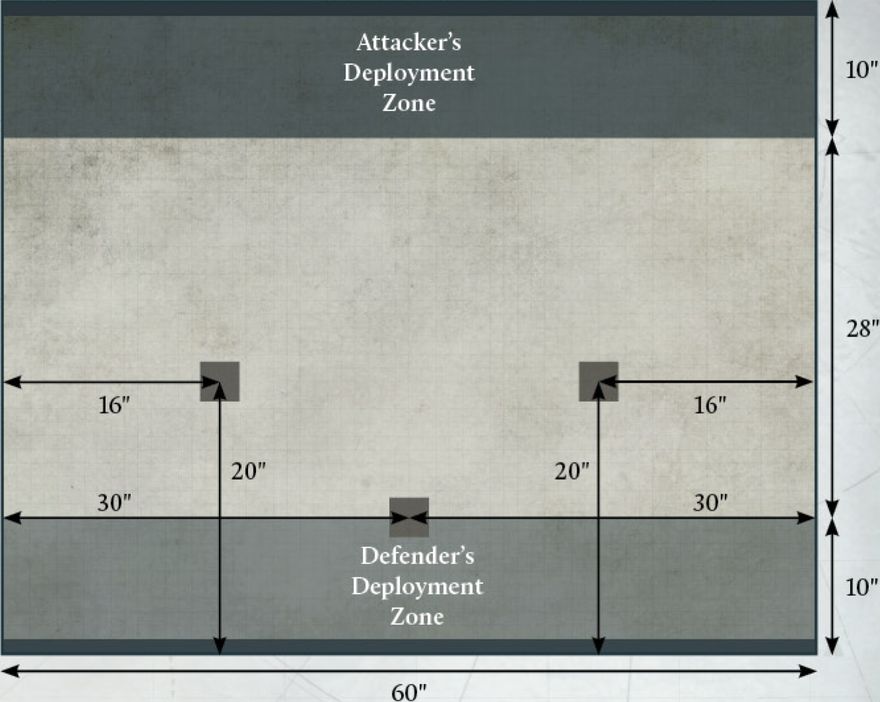 Attacker’s
Deployment
Zone
10"
28"
16"
16"
20"
20"
30"
30"
Defender’s
Deployment
Zone
10"
60"